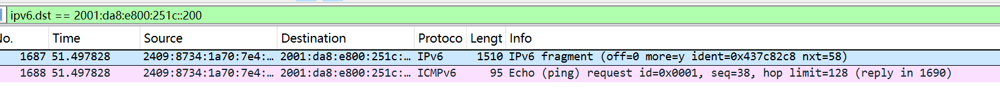 ipv6.dst == 2001:da8:e800:251c::200
No. Time Source Destination Protoco Lengt Info
1687 51.497828 2409:8734:1a70:7e4:… 2001:da8:e800:251c:… IPv6 1510 IPv6 fragment (off=0 more=y ident=0x437c82c8 nxt=58)
1688 51.497828 2409:8734:1a70:7e4:… 2001:da8:e800:251c:… ICMPv6 95 Echo (ping) request id=0x0001, seq=38, hop limit=128 (reply in 1690)